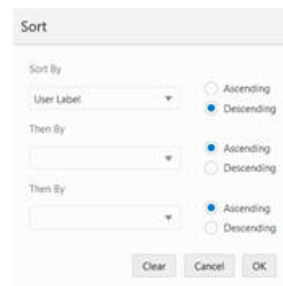 Sort
Sort By
User Label
Ascending
Descending
Then By
Ascending
Descending
Then By
Ascending
Descending
Clear Cancel OK